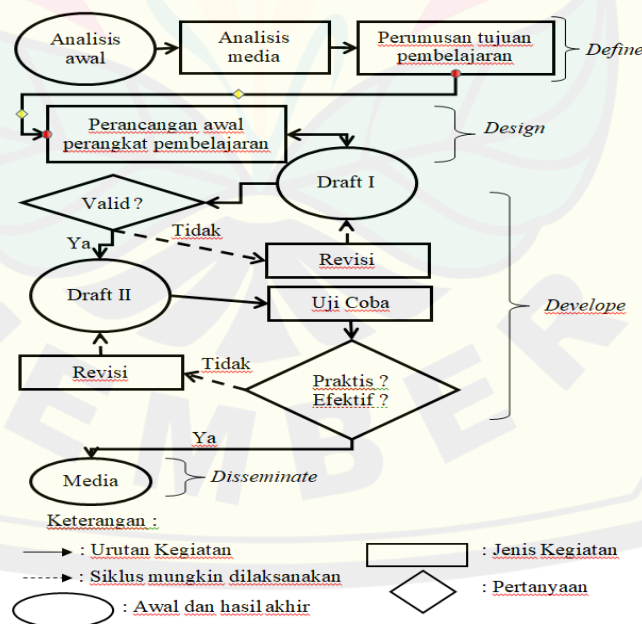 Analisis
awal
Analisis
media
Perumusan tujuan
pembelajaran
Define
Perancangan awal
perangkat pembelajaran
Design
Draft I
Valid ?
Tidak
Ya
Revisi
Draft II
Uji Coba
Develope
Revisi
Tidak
Praktis ?
Efektif ?
Ya
Media
Disseminate
Keterangan :
: Urutan Kegiatan
: Jenis Kegiatan
: Siklus mungkin dilaksanakan
: Pertanyaan
: Awal dan hasil akhir
EMBER